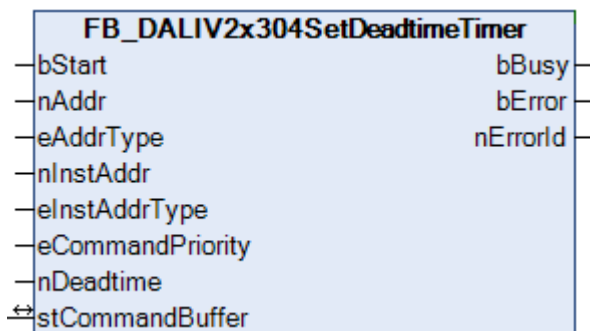 FB_DALIV2x304SetDeadtimeTimer
bStart bBusy
nAddr bError
eAddrType nErrorId
nInstAddr
eInstAddrType
eCommandPriority
nDeadtime
stCommandBuffer